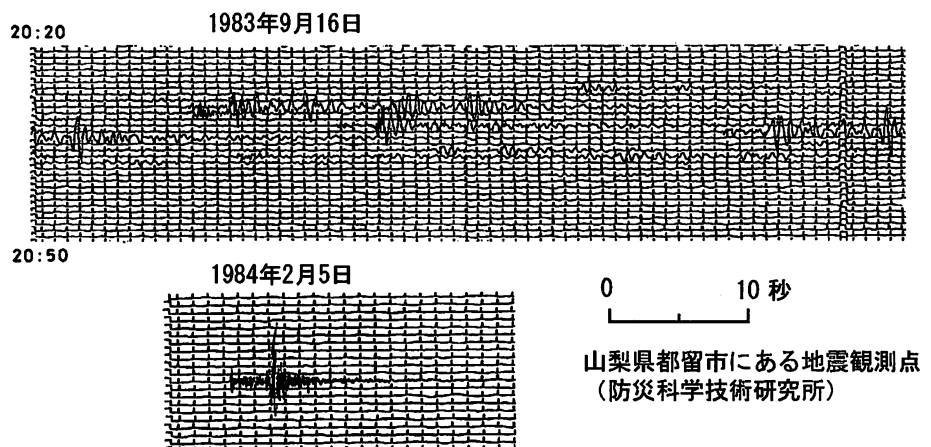 1983年9月16日
20:20
20:50
1984年2月5日
0 10 秒
山梨県都留市にある地震観測点
（防災科学技術研究所）